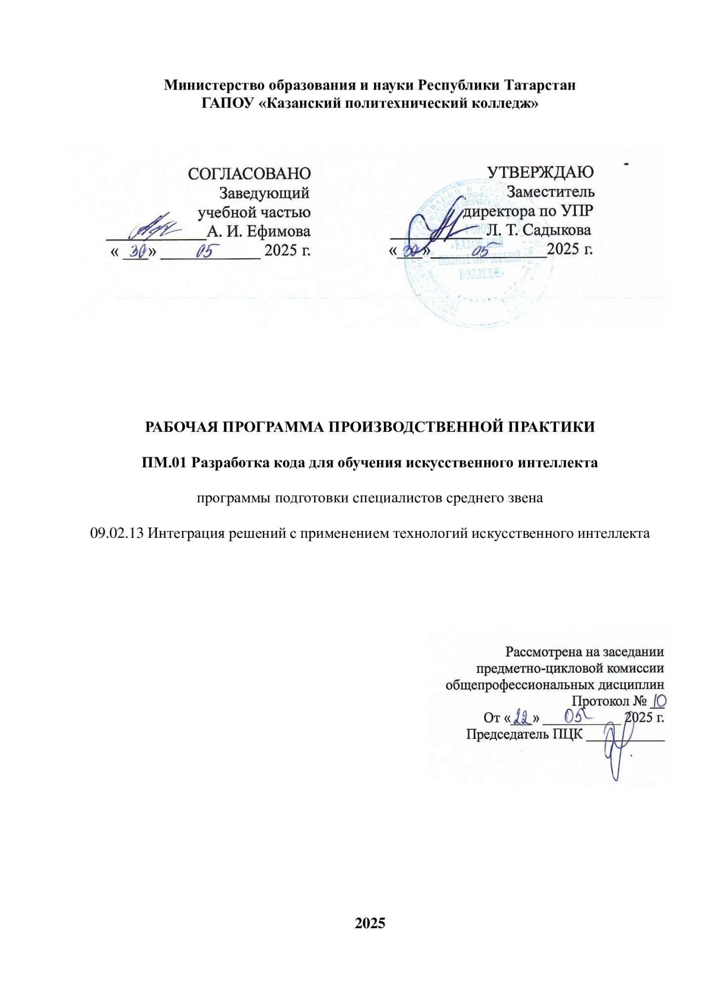 Министерство образования и науки Республики Татарстан
ГАПОУ «Казанский политехнический колледж»
СОГЛАСОВАНО
Заведующий
учебной частью
А. И. Ефимова
« 30 » 05 2025 г.
УТВЕРЖДАЮ
Заместитель
директора по УПР
Л. Т. Садыкова
« 30 » 05 2025 г.
ГАПОУ
«КАЗАНСКИЙ
ПОЛИТЕХНИЧЕСКИЙ
КОЛЛЕДЖ»
РАБОЧАЯ ПРОГРАММА ПРОИЗВОДСТВЕННОЙ ПРАКТИКИ
ПМ.01 Разработка кода для обучения искусственного интеллекта
программы подготовки специалистов среднего звена
09.02.13 Интеграция решений с применением технологий искусственного интеллекта
Рассмотрена на заседании
предметно-цикловой комиссии
общепрофессиональных дисциплин
Протокол № 10
От « 22 » 05 2025 г.
Председатель ПЦК
2025